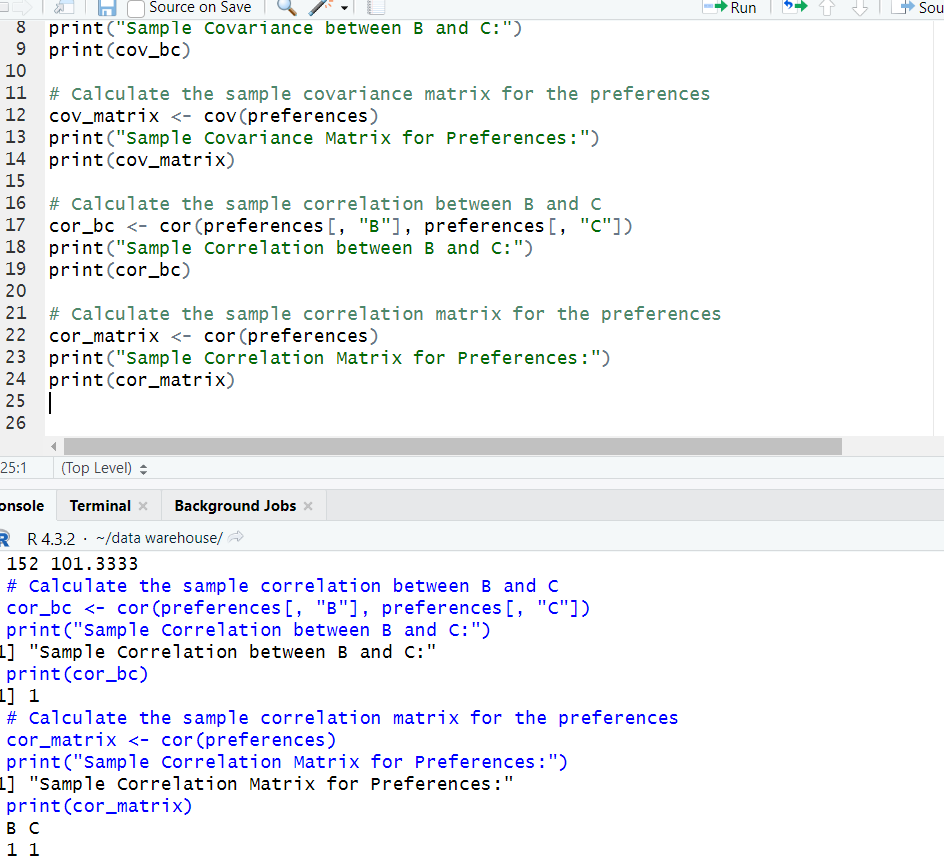 Source on Save
Run
Sou
8 print("Sample Covariance between B and C:")
9 print(cov_bc)
10
11 # Calculate the sample covariance matrix for the preferences
12 cov_matrix <- cov(preferences)
13 print("Sample Covariance Matrix for Preferences:")
14 print(cov_matrix)
15
16 # Calculate the sample correlation between B and C
17 cor_bc <- cor(preferences[, "B"], preferences[, "C"])
18 print("Sample Correlation between B and C:")
19 print(cor_bc)
20
21 # Calculate the sample correlation matrix for the preferences
22 cor_matrix <- cor(preferences)
23 print("Sample Correlation Matrix for Preferences:")
24 print(cor_matrix)
25
26
25:1 (Top Level)
onsole Terminal Background Jobs
R R 4.3.2 · ~/data warehouse/
152 101.3333
# Calculate the sample correlation between B and C
cor_bc <- cor(preferences[, "B"], preferences[, "C"])
print("Sample Correlation between B and C:")
1] "Sample Correlation between B and C:"
print(cor_bc)
1] 1
# Calculate the sample correlation matrix for the preferences
cor_matrix <- cor(preferences)
print("Sample Correlation Matrix for Preferences:")
1] "Sample Correlation Matrix for Preferences:"
print(cor_matrix)
B C
1 1